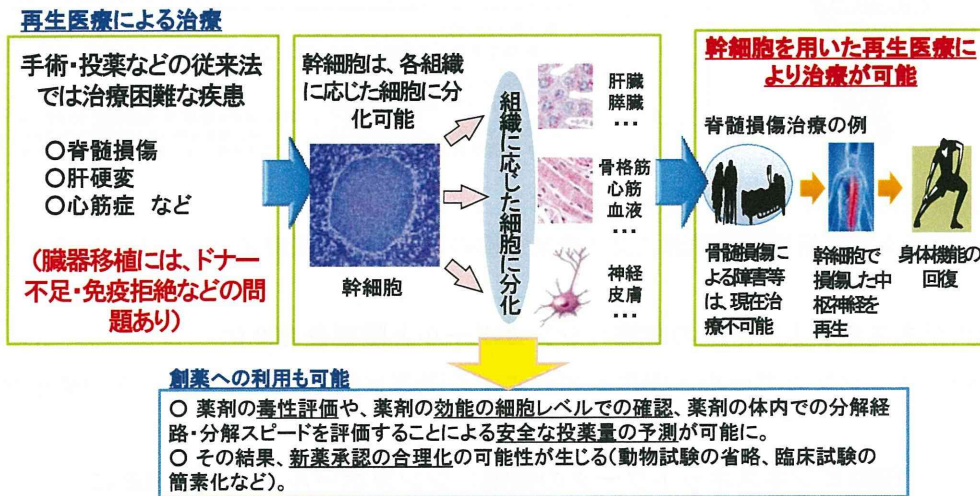 再生医療による治療
手術・投薬などの従来法
では治療困難な疾患
○脊髄損傷
○肝硬変
○心筋症 など
(臓器移植には、ドナー
不足・免疫拒絶などの問
題あり)
幹細胞は、各組織
に応じた細胞に分
化可能
幹細胞
組織に応じた細胞に分化
肝臓
膵臓
…
骨格筋
心筋
血液
…
神経
皮膚
…
幹細胞を用いた再生医療に
より治療が可能
脊髄損傷治療の例
骨髄損傷に
よる障害等
は、現在治
療不可能
幹細胞で
損傷した中
枢神経を
再生
身体機能の
回復
創薬への利用も可能
○ 薬剤の毒性評価や、薬剤の効能の細胞レベルでの確認、薬剤の体内での分解経
路・分解スピードを評価することによる安全な投薬量の予測が可能に。
○ その結果、新薬承認の合理化の可能性が生じる(動物試験の省略、臨床試験の
簡素化など)。